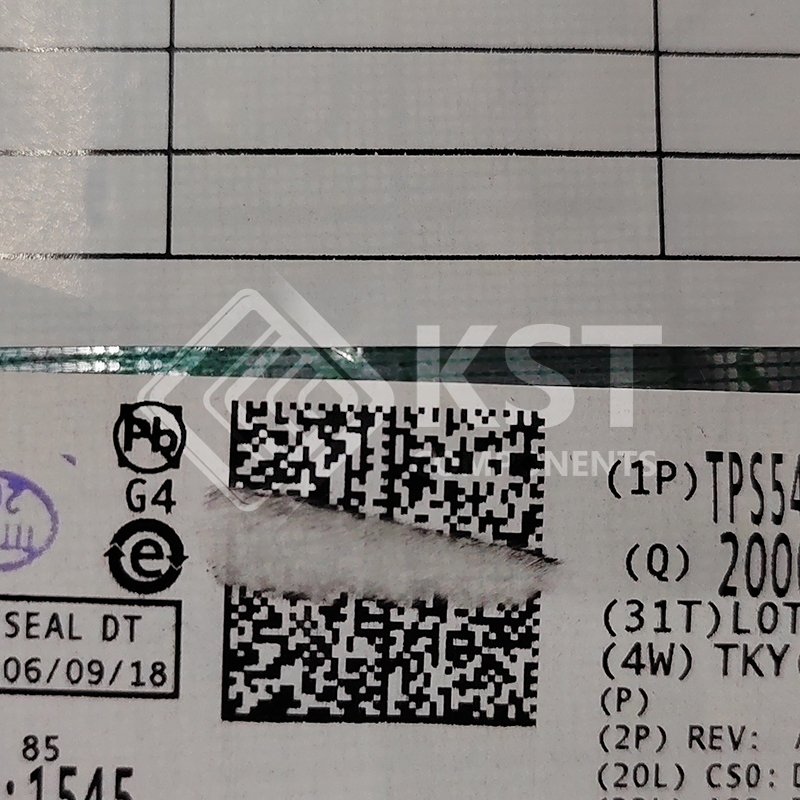 KST
COMPONENTS
Pb
G4
e
SEAL DT
06/09/18
85
:1545
(1P) TPS54
(Q) 2000
(31T)LOT
(4W) TKY
(P)
(2P) REV:
(20L) CSO: